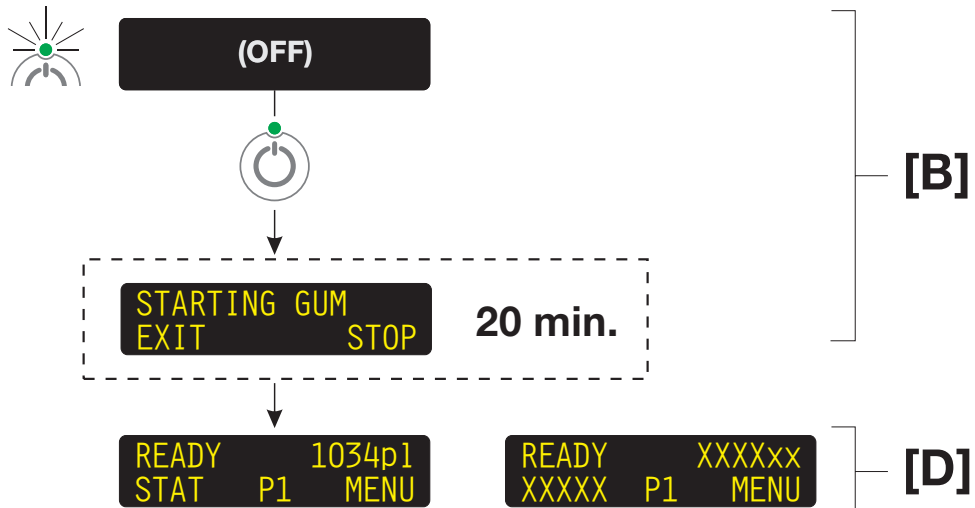 (OFF)
[B]
STARTING GUM
EXIT STOP
20 min.
READY 1034pl
STAT P1 MENU
READY XXXXxx
XXXXX P1 MENU
[D]